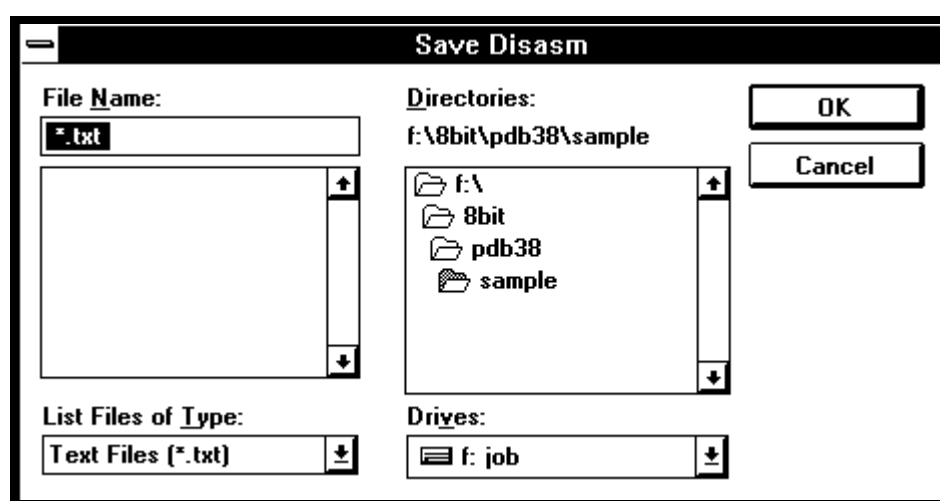 Save Disasm
File Name:
*.txt
Directories:
f:\8bit\pdb38\sample
f:\
8bit
pdb38
sample
OK
Cancel
List Files of Type:
Text Files (*.txt)
Drives:
f: job